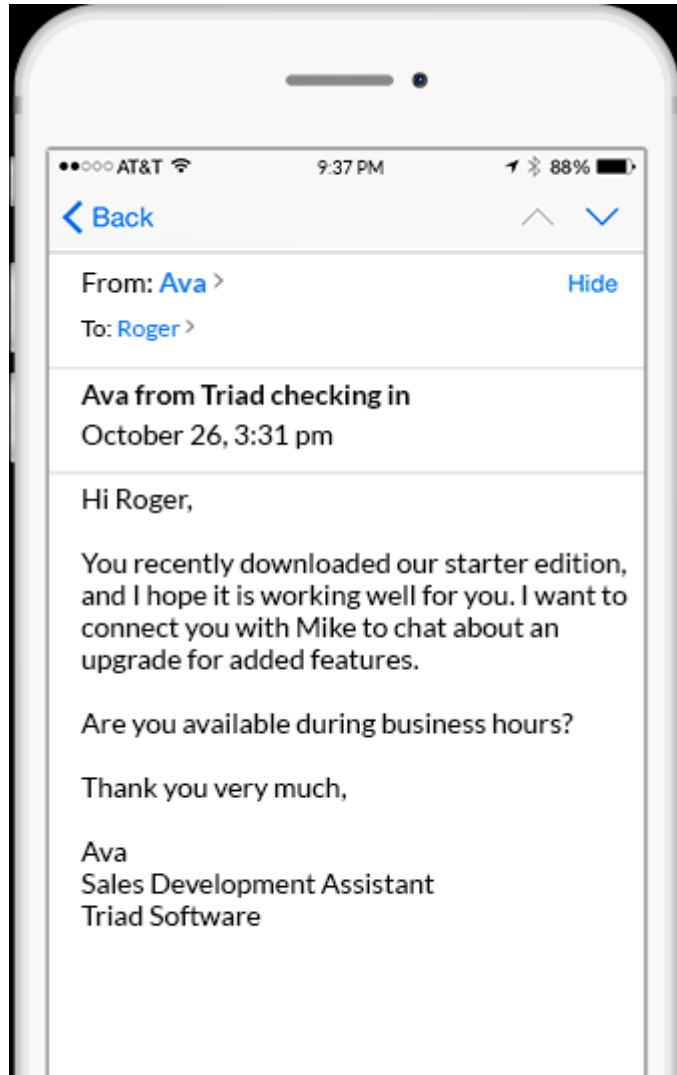 AT&T 9:37 PM 88%
Back
From: Ava > Hide
To: Roger >
Ava from Triad checking in
October 26, 3:31 pm
Hi Roger,
You recently downloaded our starter edition,
and I hope it is working well for you. I want to
connect you with Mike to chat about an
upgrade for added features.
Are you available during business hours?
Thank you very much,
Ava
Sales Development Assistant
Triad Software